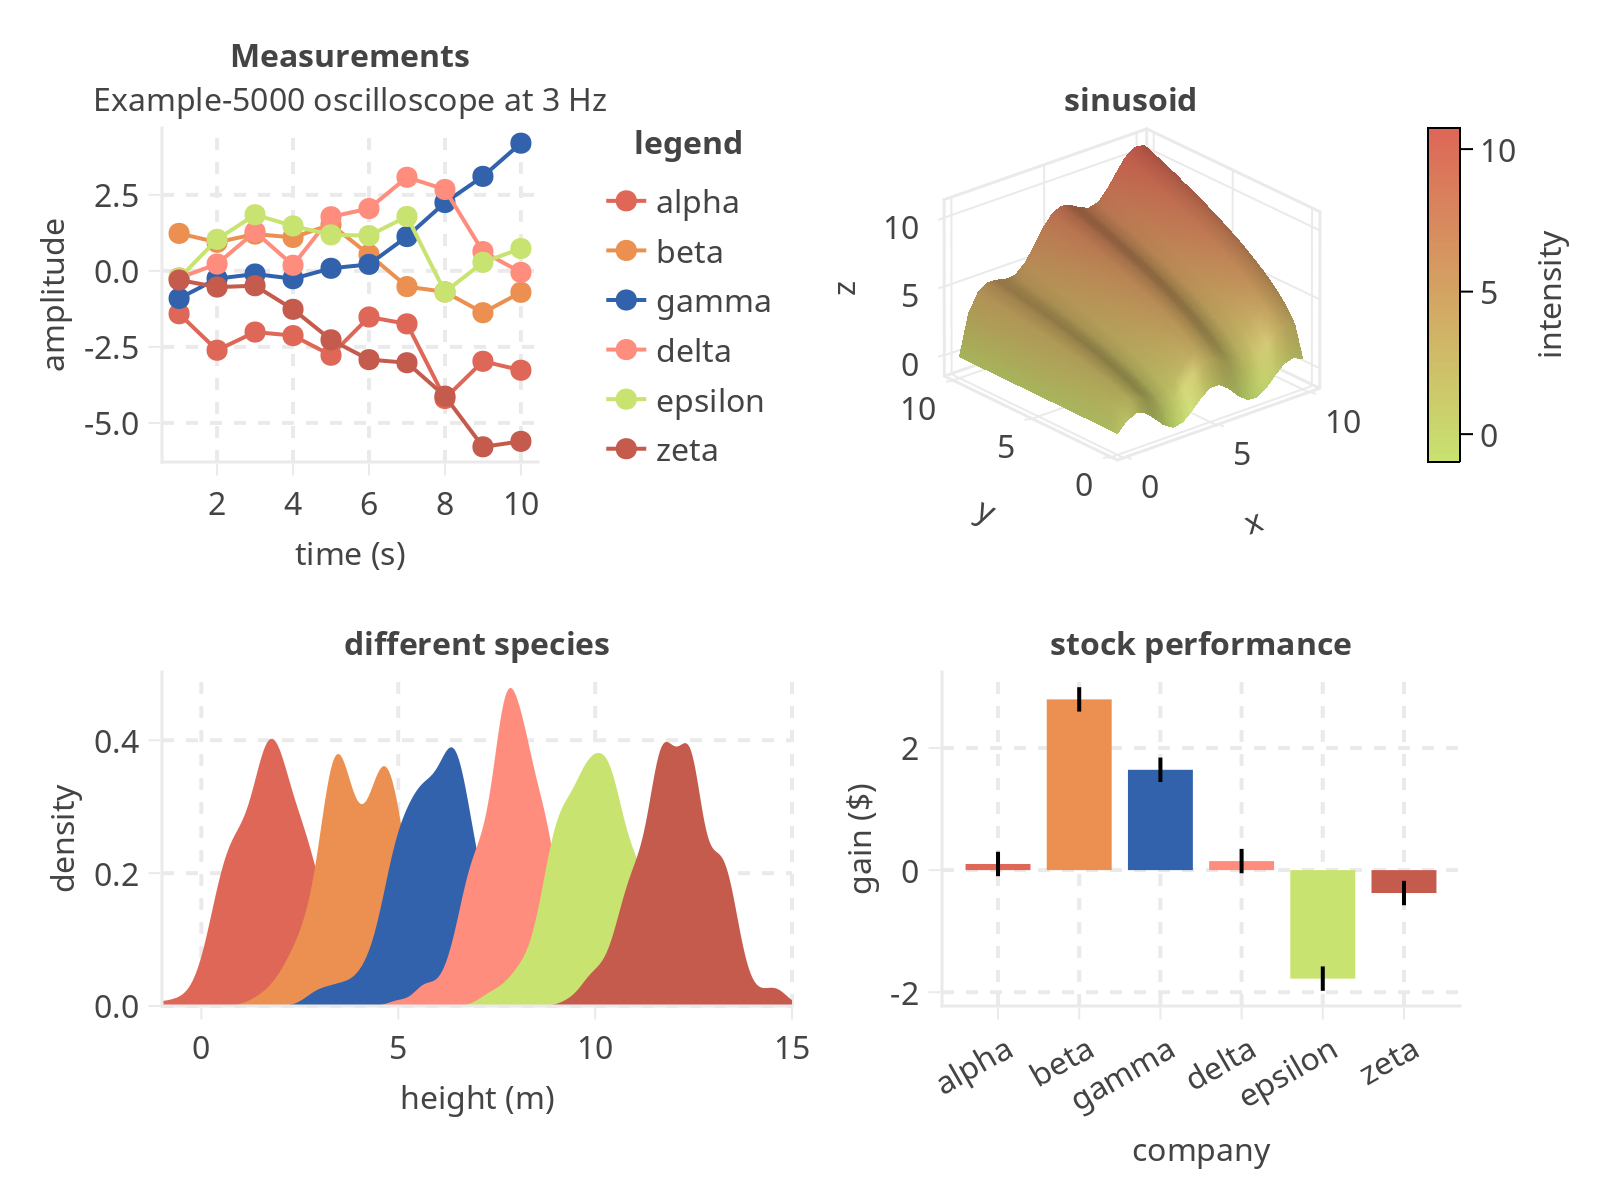 Measurements
Example-5000 oscilloscope at 3 Hz
amplitude
2.5
0.0
-2.5
-5.0
2 4 6 8 10
time (s)
legend
alpha
beta
gamma
delta
epsilon
zeta
sinusoid
z
10
5
0
10 5 0
y
0 5 10
x
10
5
0
intensity
different species
density
0.4
0.2
0.0
0 5 10 15
height (m)
stock performance
gain ($)
2
0
-2
alpha beta gamma delta epsilon zeta
company